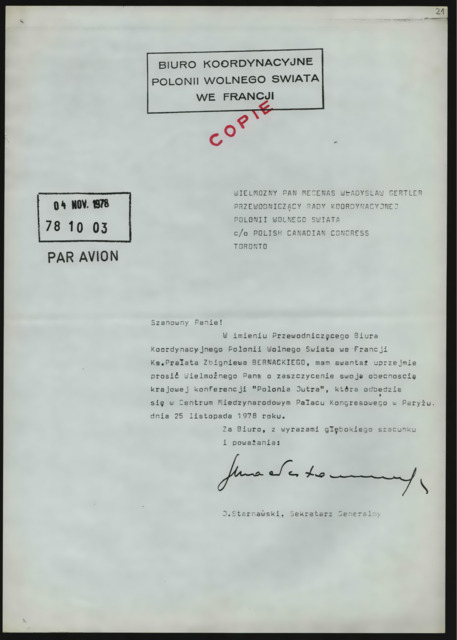 21
BIURO KOORDYNACYJNE
POLONII WOLNEGO SWIATA
WE FRANCJI
COPIE
WIELMOZNY PAN MECENAS WŁADYSŁAW GERTLER
PRZEWODNICZĄCY RADY KOORDYNACYJNEJ
POLONII WOLNEGO SWIATA
c/o POLISH CANADIAN CONGRESS
TORONTO
04 NOV. 1978
78 10 03
PAR AVION
Szanowny Panie!
W imieniu Przewodniczącego Biura
Koordynacyjnego Polonii Wolnego Swiata we Francji
Ks.Prałata Zbigniewa BERNACKIEGO, mam awantaż uprzejmie
prosić Wielmożnego Pana o zaszczycenie swoją obecnością
krajowej konferencji "Polonia Jutra", która odbędzie
się w Centrum Miedzynarodowym Pałacu Kongresowego w Paryżu,
dnia 25 listopada 1978 roku.
Za Biuro, z wyrazami głębokiego szacunku
i poważania:
J.Starnawski, Sekretarz Generalny